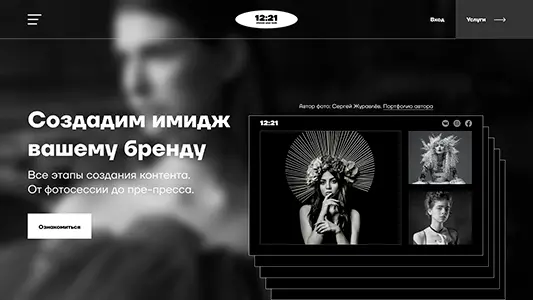 12:21
Вход
Услуги
Автор фото: Сергей Журавлёв. Портфолио автора
Создадим имидж
вашему бренду
12:21
Все этапы создания контента.
От фотосессии до пре-пресса.
Ознакомиться